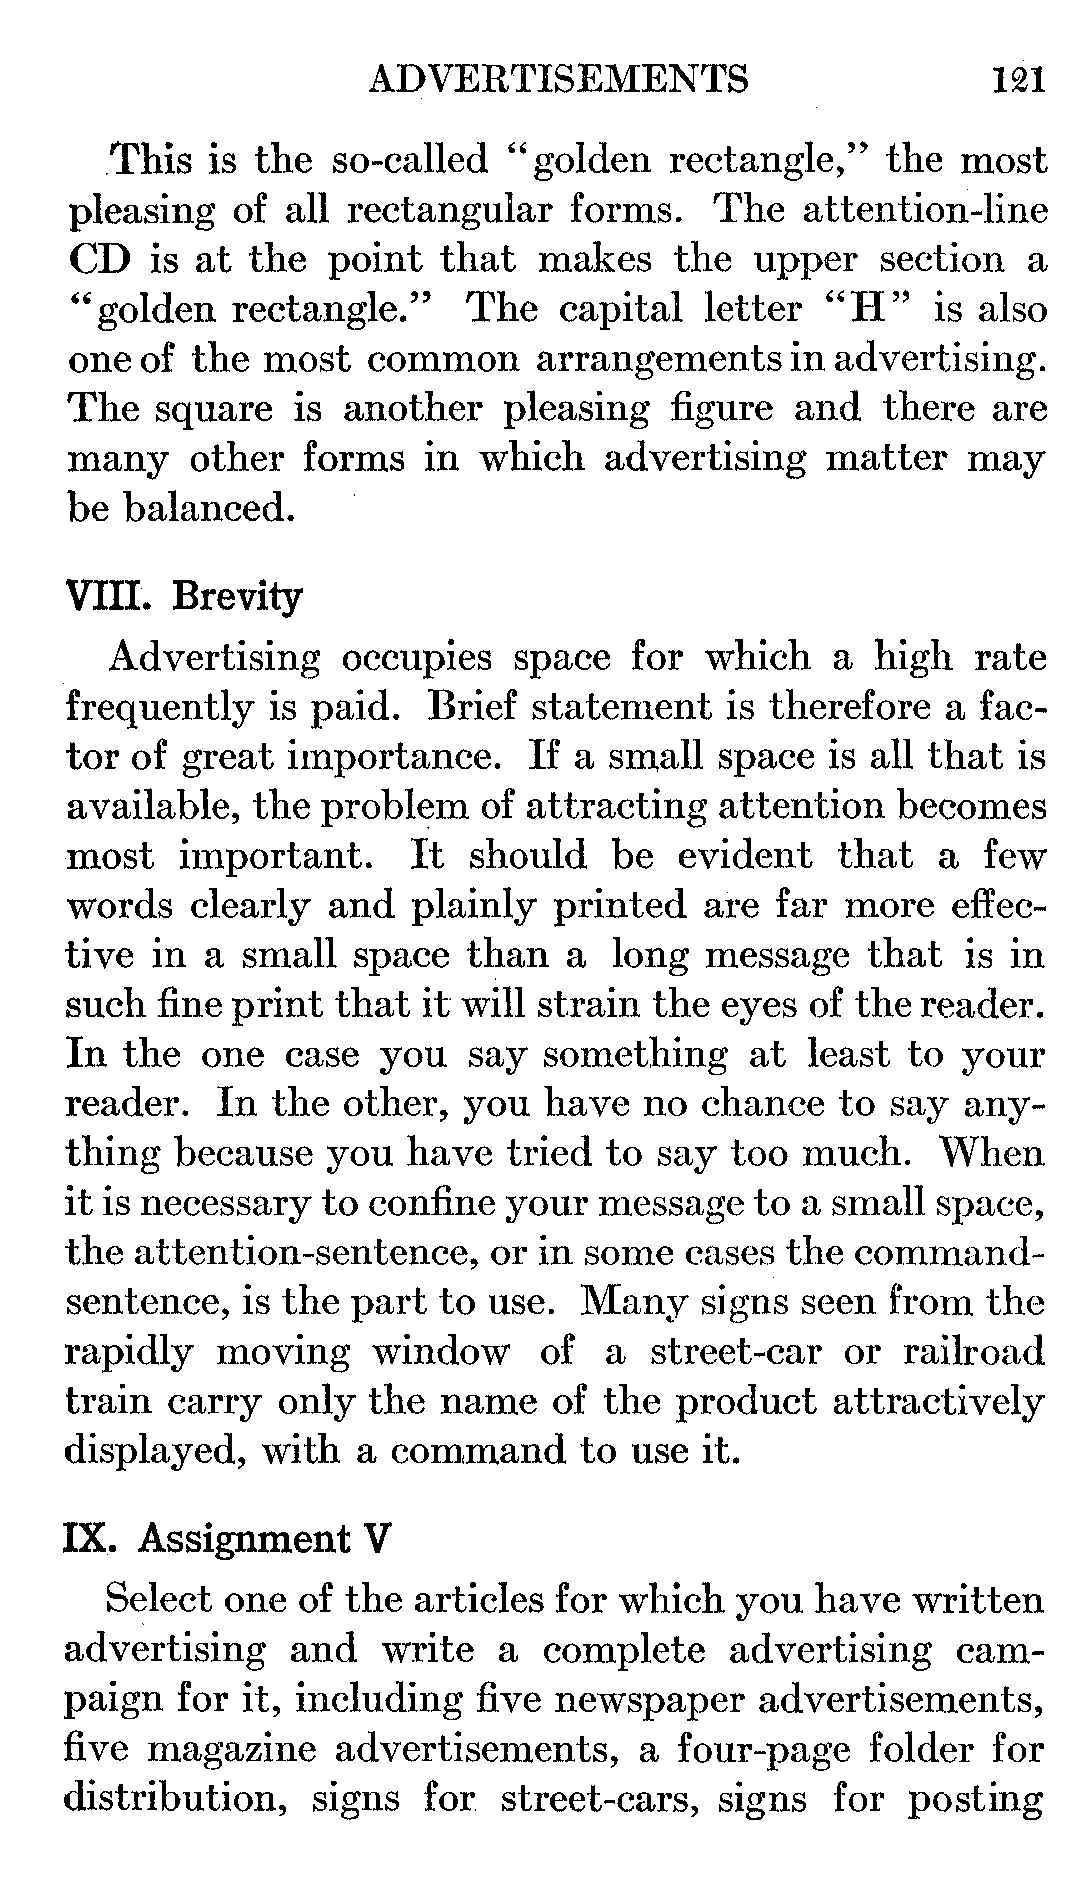 ADVERTISEMENTS 121
This is the so-called "golden rectangle," the most
pleasing of all rectangular forms. The attention-line
CD is at the point that makes the upper section a
"golden rectangle." The capital letter "H" is also
one of the most common arrangements in advertising.
The square is another pleasing figure and there are
many other forms in which advertising matter may
be balanced.
VIII. Brevity
Advertising occupies space for which a high rate
frequently is paid. Brief statement is therefore a fac-
tor of great importance. If a small space is all that is
available, the problem of attracting attention becomes
most important. It should be evident that a few
words clearly and plainly printed are far more effec-
tive in a small space than a long message that is in
such fine print that it will strain the eyes of the reader.
In the one case you say something at least to your
reader. In the other, you have no chance to say any-
thing because you have tried to say too much. When
it is necessary to confine your message to a small space,
the attention-sentence, or in some cases the command-
sentence, is the part to use. Many signs seen from the
rapidly moving window of a street-car or railroad
train carry only the name of the product attractively
displayed, with a command to use it.
IX. Assignment V
Select one of the articles for which you have written
advertising and write a complete advertising cam-
paign for it, including five newspaper advertisements,
five magazine advertisements, a four-page folder for
distribution, signs for street-cars, signs for posting